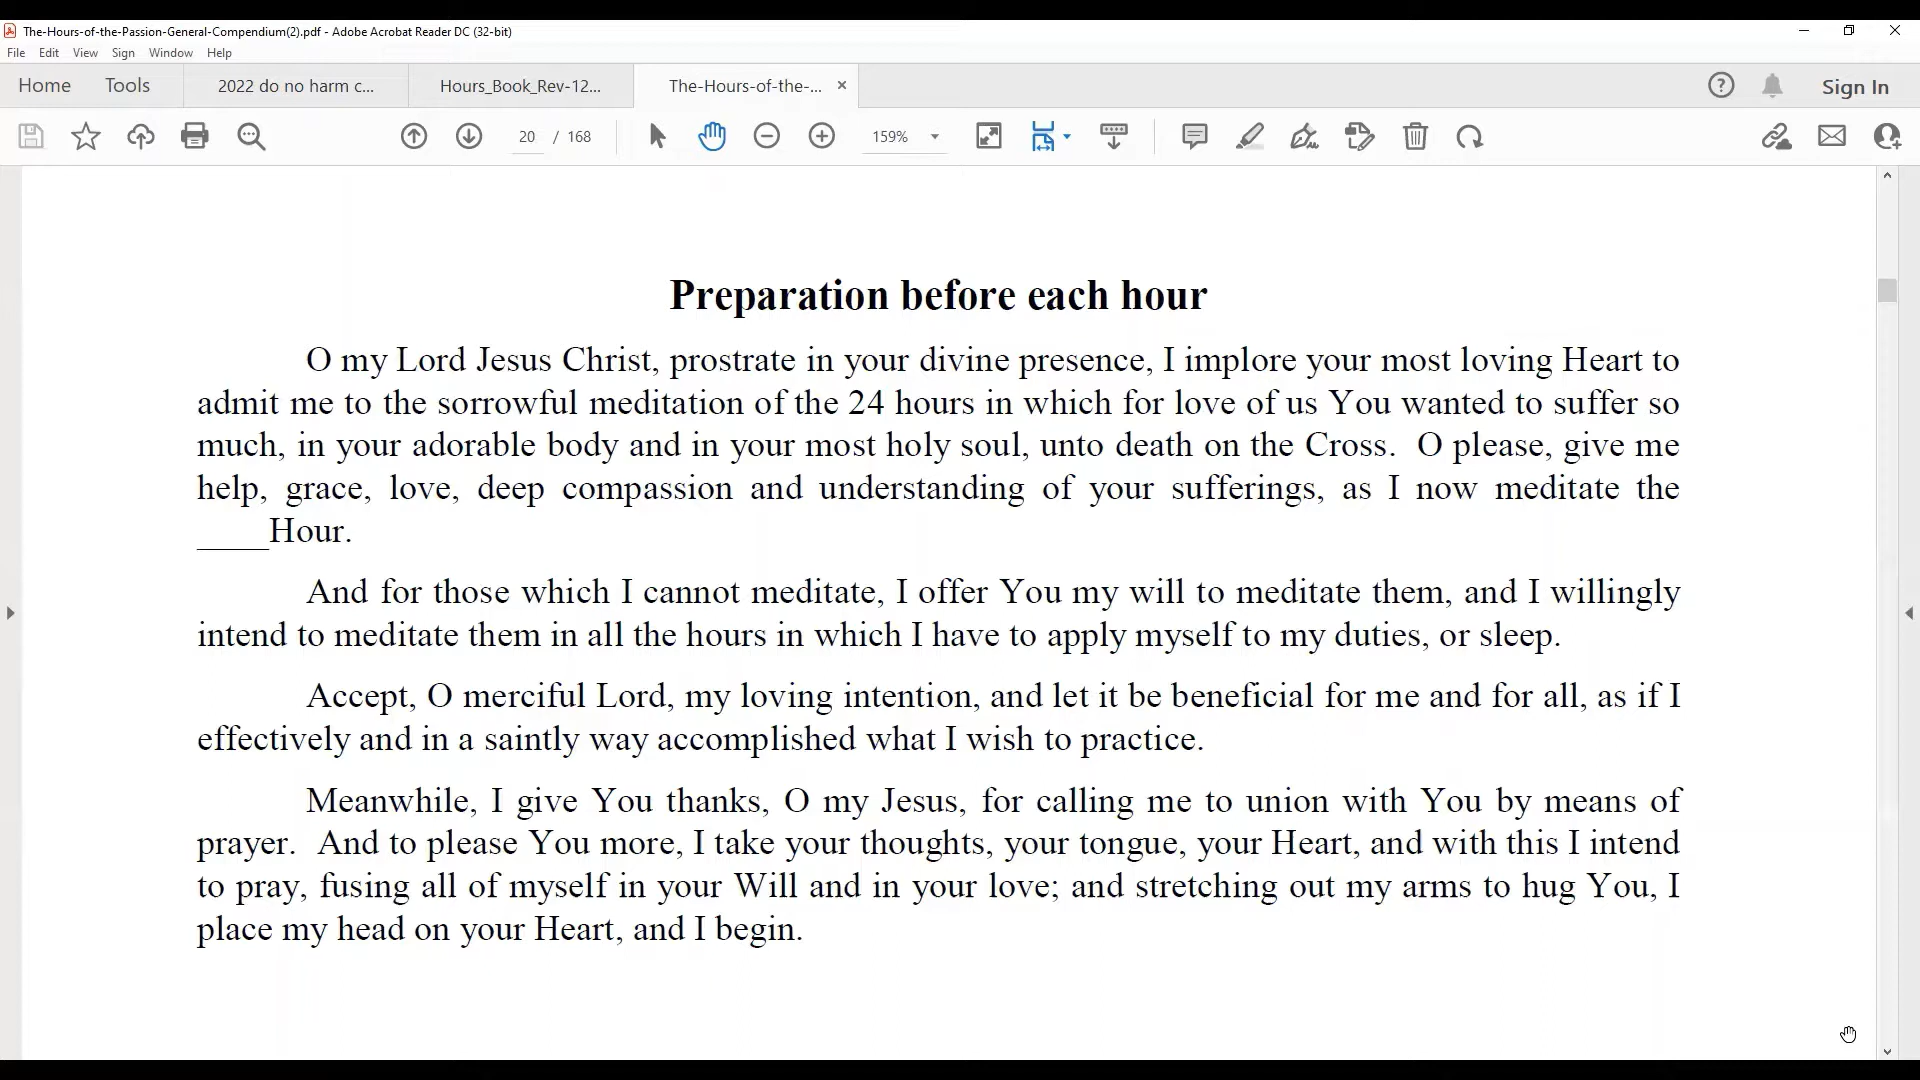 The-Hours-of-the-Passion-General-Compendium(2).pdf - Adobe Acrobat Reader DC (32-bit)
File Edit View Sign Window Help
Home Tools 2022 do no harm c... Hours_Book_Rev-12... The-Hours-of-the-... × Sign In
20 / 168 159%
Preparation before each hour
O my Lord Jesus Christ, prostrate in your divine presence, I implore your most loving Heart to
admit me to the sorrowful meditation of the 24 hours in which for love of us You wanted to suffer so
much, in your adorable body and in your most holy soul, unto death on the Cross. O please, give me
help, grace, love, deep compassion and understanding of your sufferings, as I now meditate the
____Hour.
And for those which I cannot meditate, I offer You my will to meditate them, and I willingly
intend to meditate them in all the hours in which I have to apply myself to my duties, or sleep.
Accept, O merciful Lord, my loving intention, and let it be beneficial for me and for all, as if I
effectively and in a saintly way accomplished what I wish to practice.
Meanwhile, I give You thanks, O my Jesus, for calling me to union with You by means of
prayer. And to please You more, I take your thoughts, your tongue, your Heart, and with this I intend
to pray, fusing all of myself in your Will and in your love; and stretching out my arms to hug You, I
place my head on your Heart, and I begin.